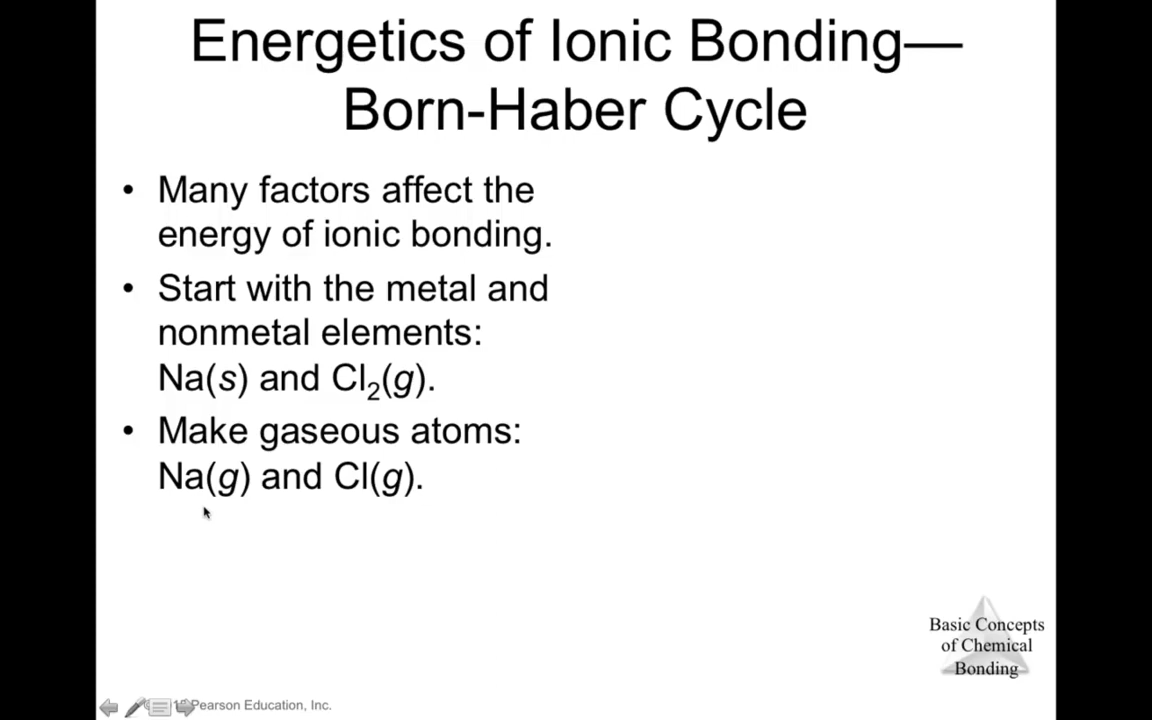 Energetics of Ionic Bonding—
Born-Haber Cycle
• Many factors affect the
energy of ionic bonding.
• Start with the metal and
nonmetal elements:
Na(s) and Cl₂(g).
• Make gaseous atoms:
Na(g) and Cl(g).
Basic Concepts
of Chemical
Bonding
Pearson Education, Inc.